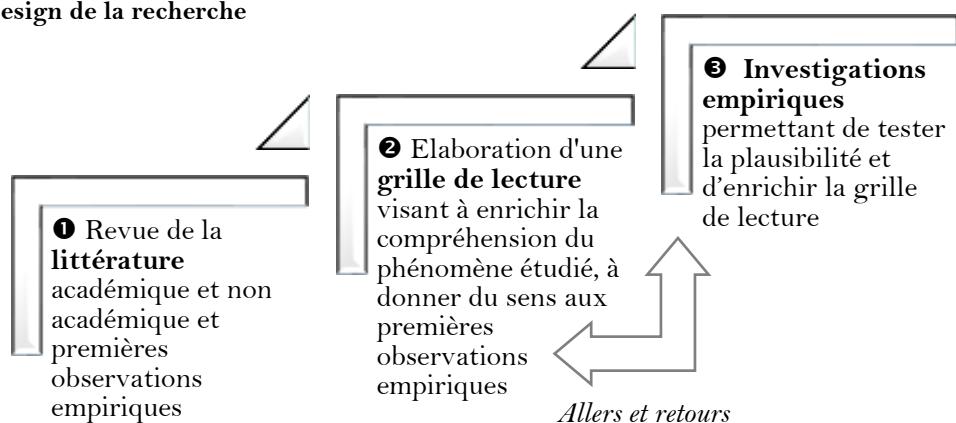 esign de la recherche
❶ Revue de la
littérature
académique et non
académique et
premières
observations
empiriques
❷ Elaboration d'une
grille de lecture
visant à enrichir la
compréhension du
phénomène étudié, à
donner du sens aux
premières
observations
empiriques
❸ Investigations
empiriques
permettant de tester
la plausibilité et
d’enrichir la grille
de lecture
Allers et retours